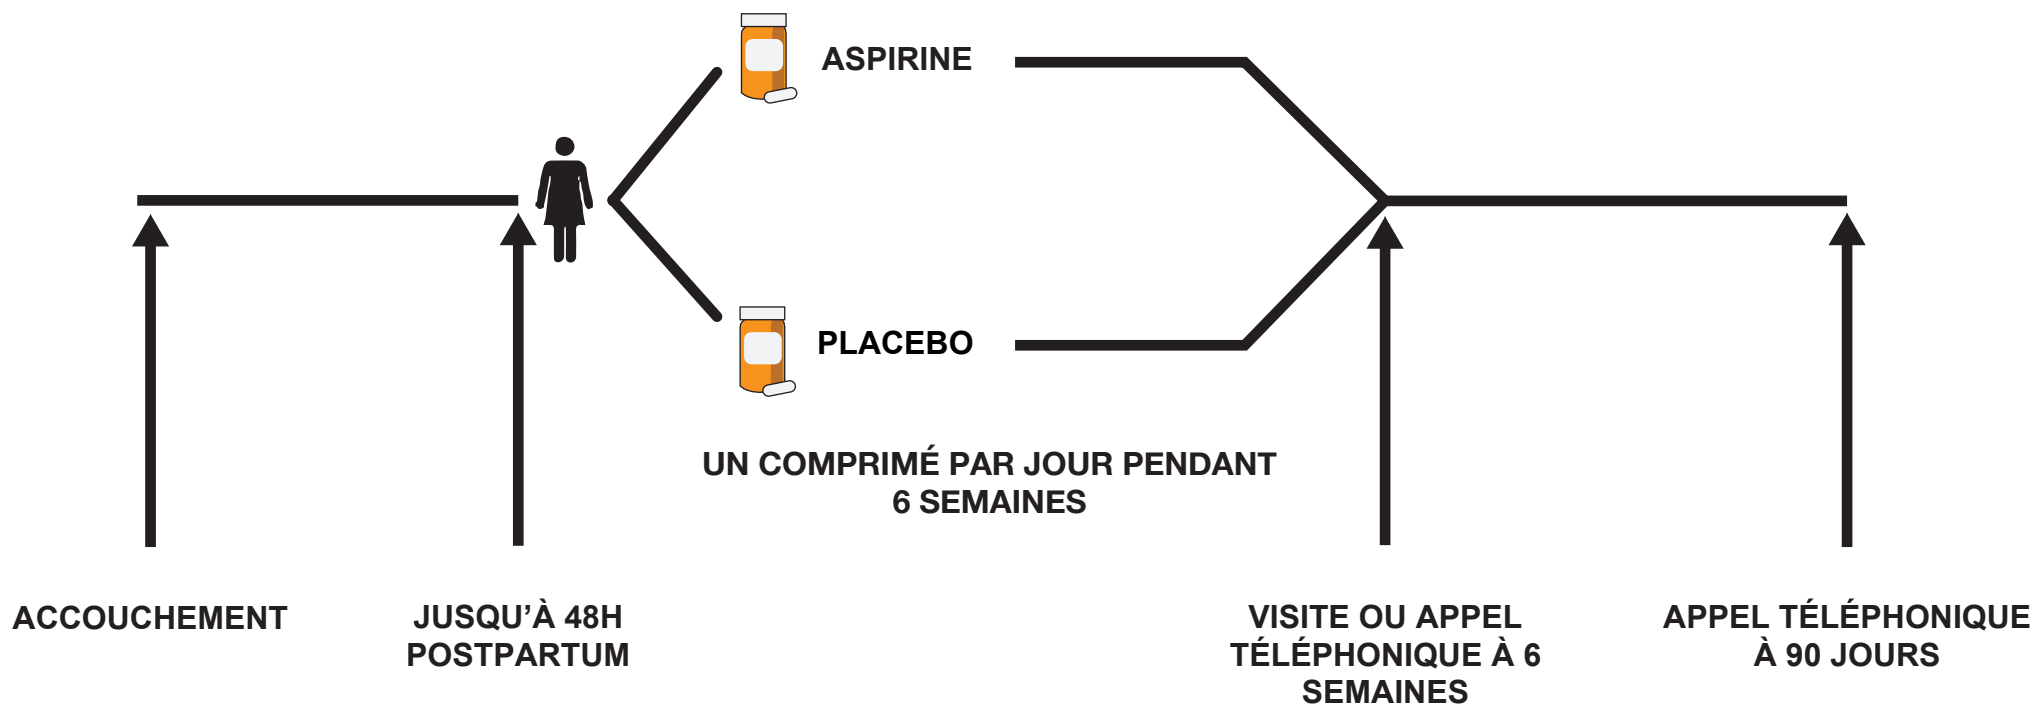 ASPIRINE
PLACEBO
UN COMPRIMÉ PAR JOUR PENDANT
6 SEMAINES
ACCOUCHEMENT
JUSQU’À 48H
POSTPARTUM
VISITE OU APPEL
TÉLÉPHONIQUE À 6
SEMAINES
APPEL TÉLÉPHONIQUE
À 90 JOURS